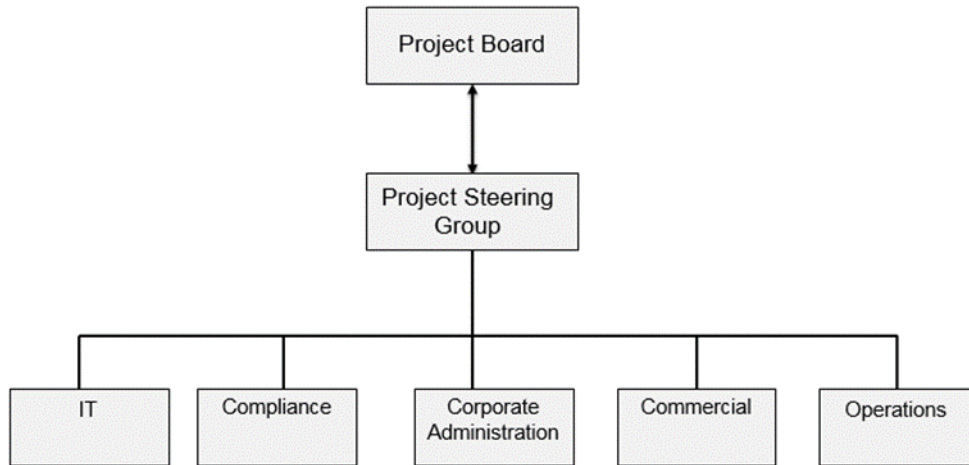 Project Board
Project Steering
Group
IT
Compliance
Corporate
Administration
Commercial
Operations